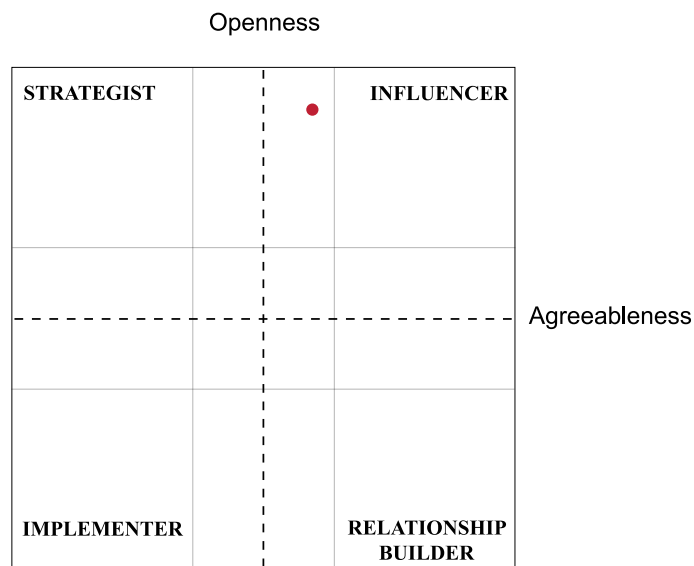 Openness
STRATEGIST
INFLUENCER
Agreeableness
IMPLEMENTER
RELATIONSHIP
BUILDER